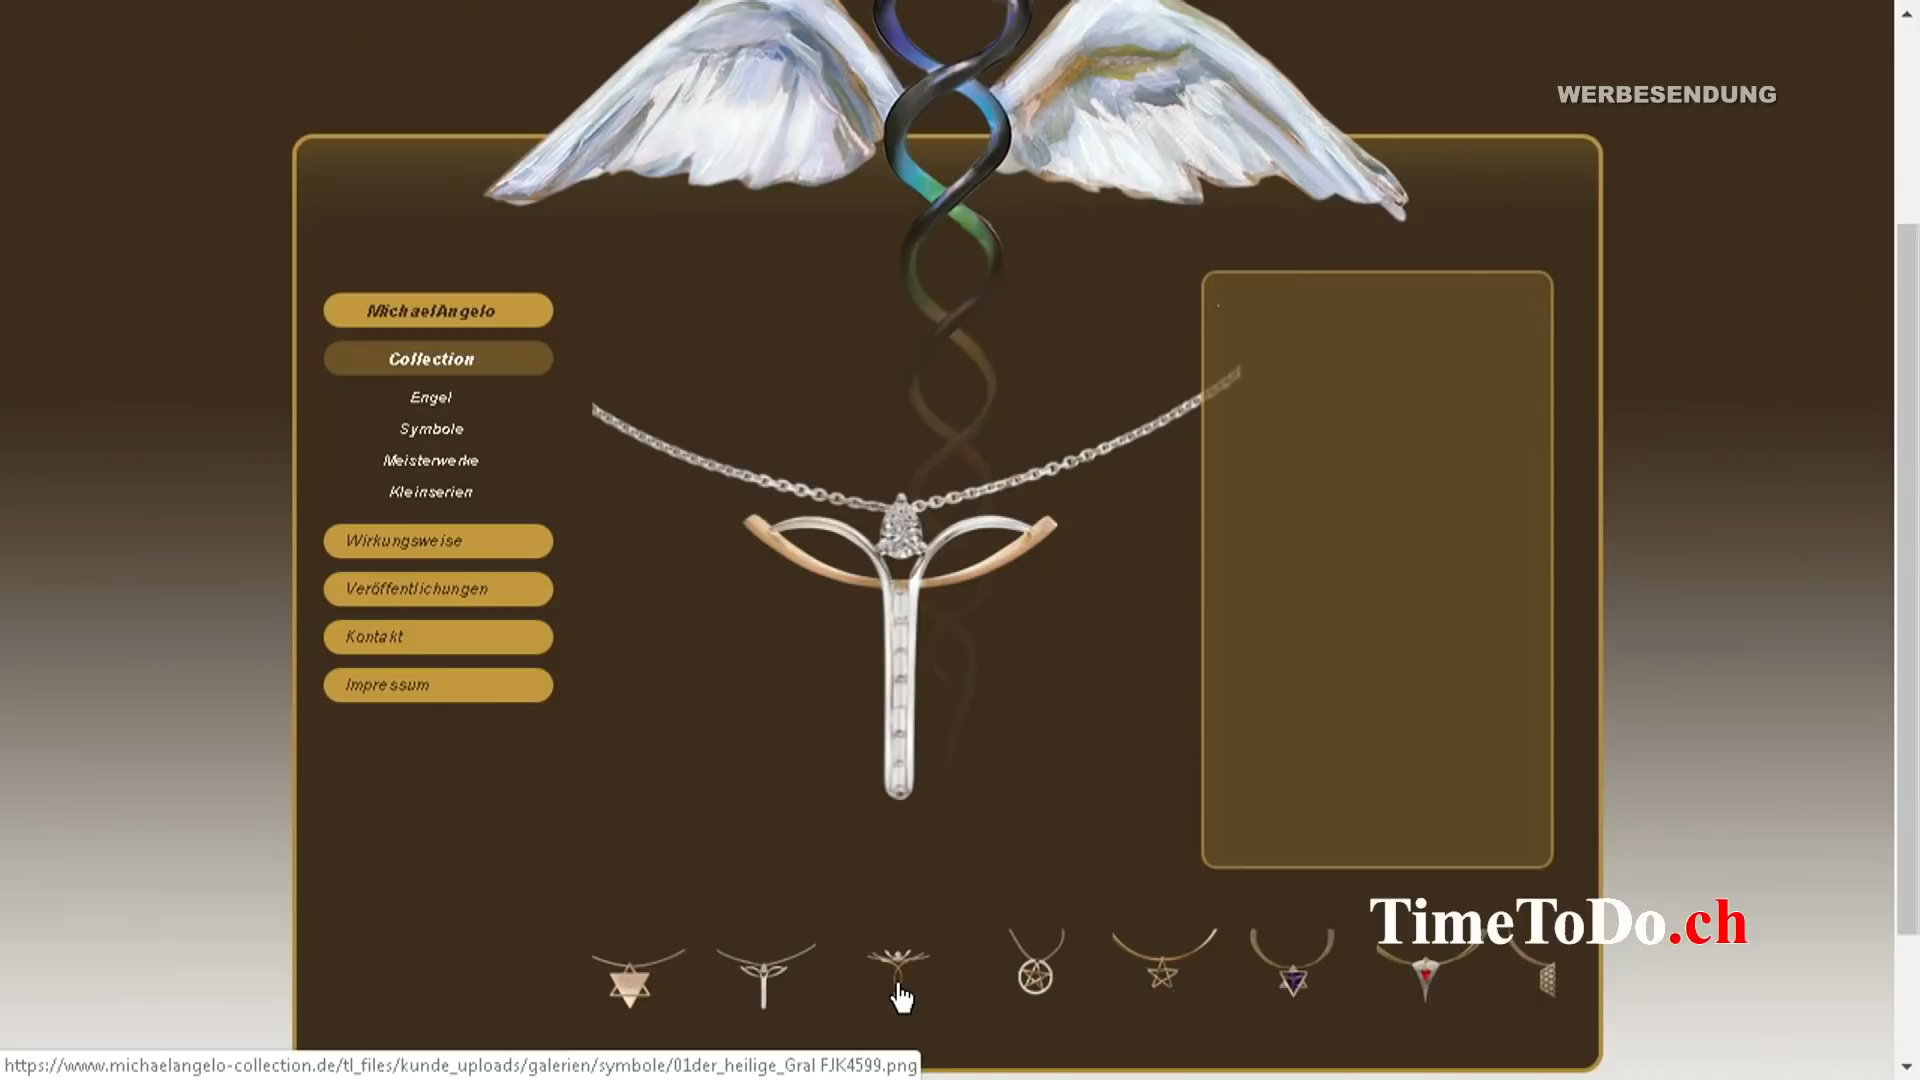 WERBESENDUNG
MichaelAngelo
Collection
Engel
Symbole
Meisterwerke
Kleinserien
Wirkungsweise
Veröffentlichungen
Kontakt
Impressum
TimeToDo.ch
https://www.michaelangelo-collection.de/tl_files/kunde_uploads/galerien/symbole/01der_heilige_Gral FJK4599.png